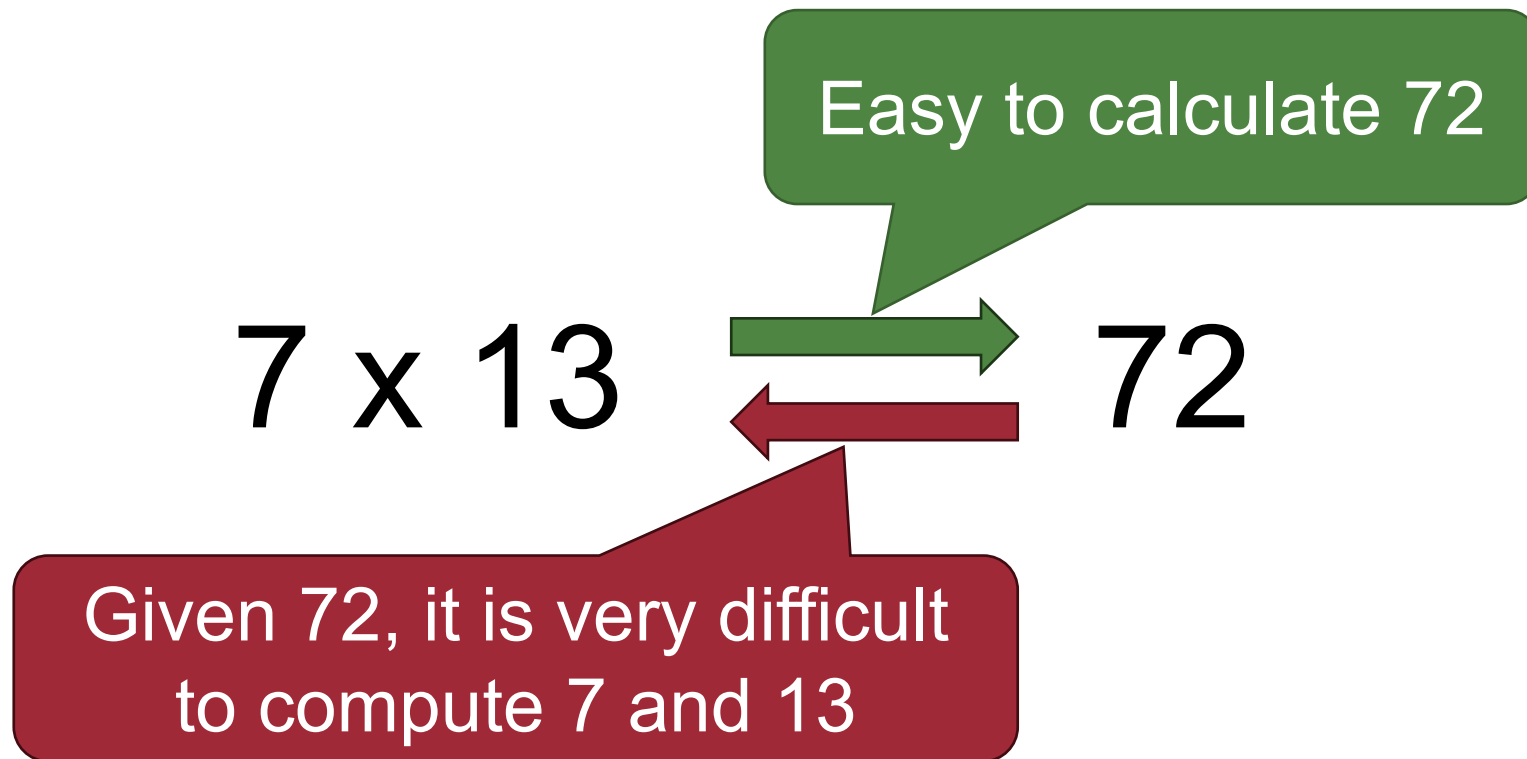 Easy to calculate 72
7 x 13
72
Given 72, it is very difficult
to compute 7 and 13